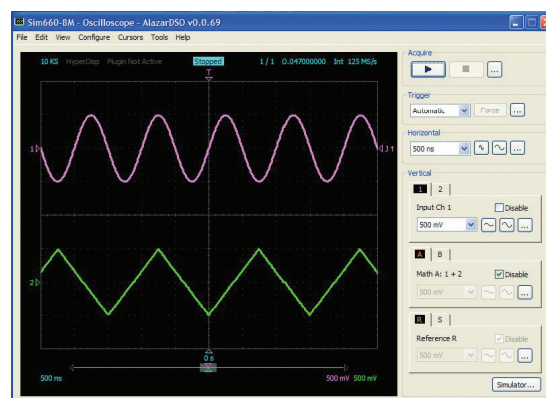 Sim660-8M - Oscilloscope - AlazarDSO v0.0.69
File Edit View Configure Cursors Tools Help
10 KS HyperDisp Plugin Not Active Stopped 1 / 1 0.047000000 Int 125 MS/s
T
1
2
0 s
500 ns 500 mV 500 mV
Acquire
...
Trigger
Automatic Force ...
Horizontal
500 ns ...
Vertical
1 2
Input Ch 1 Disable
500 mV ...
A B
Math A: 1 + 2 Disable
500 mV ...
R S
Reference R Disable
500 mV ...
Simulator...